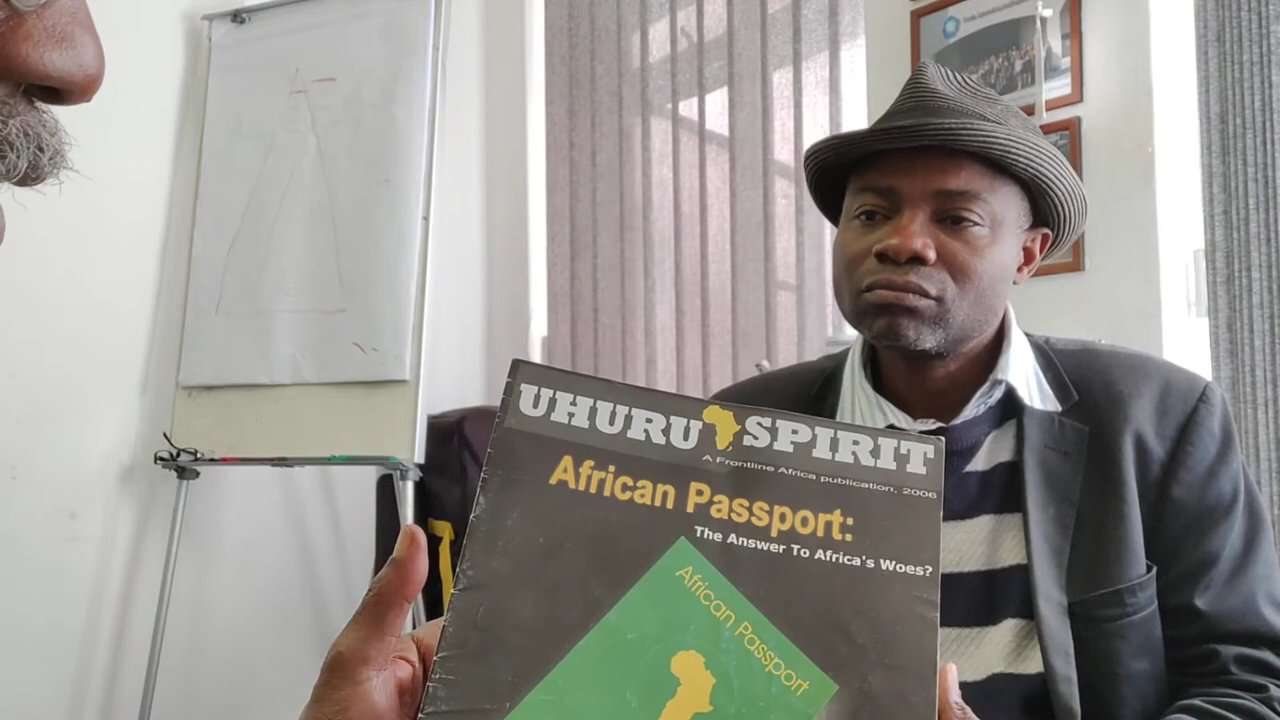 UHURU SPIRIT
A Frontline Africa publication, 2006
African Passport:
The Answer To Africa's Woes?
African Passport